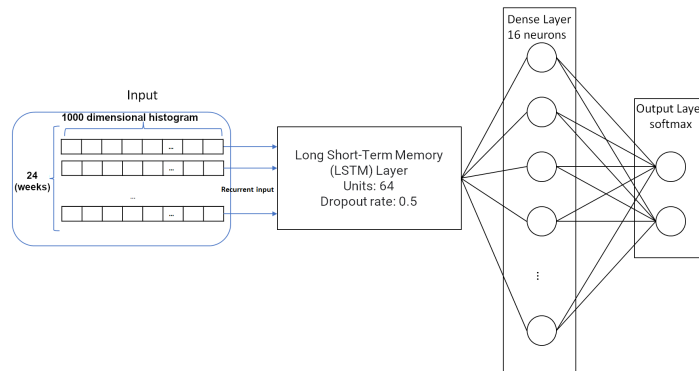 Input
1000 dimensional histogram
...
...
24
(weeks)
...
...
Recurrent input
Long Short-Term Memory
(LSTM) Layer
Units: 64
Dropout rate: 0.5
Dense Layer
16 neurons
...
Output Laye
softmax